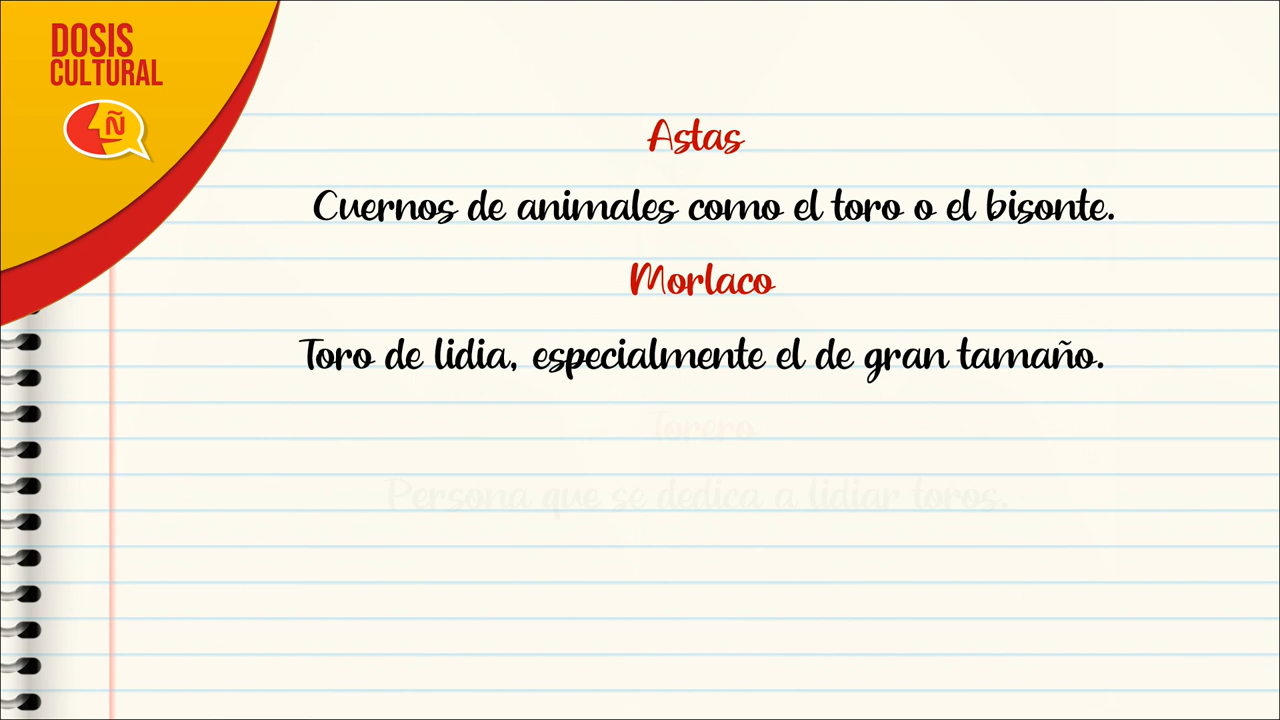 DOSIS
CULTURAL
Ñ
Astas
Cuernos de animales como el toro o el bisonte.
Morlaco
Toro de lidia, especialmente el de gran tamaño.
Torero
Persona que se dedica a lidiar toros.